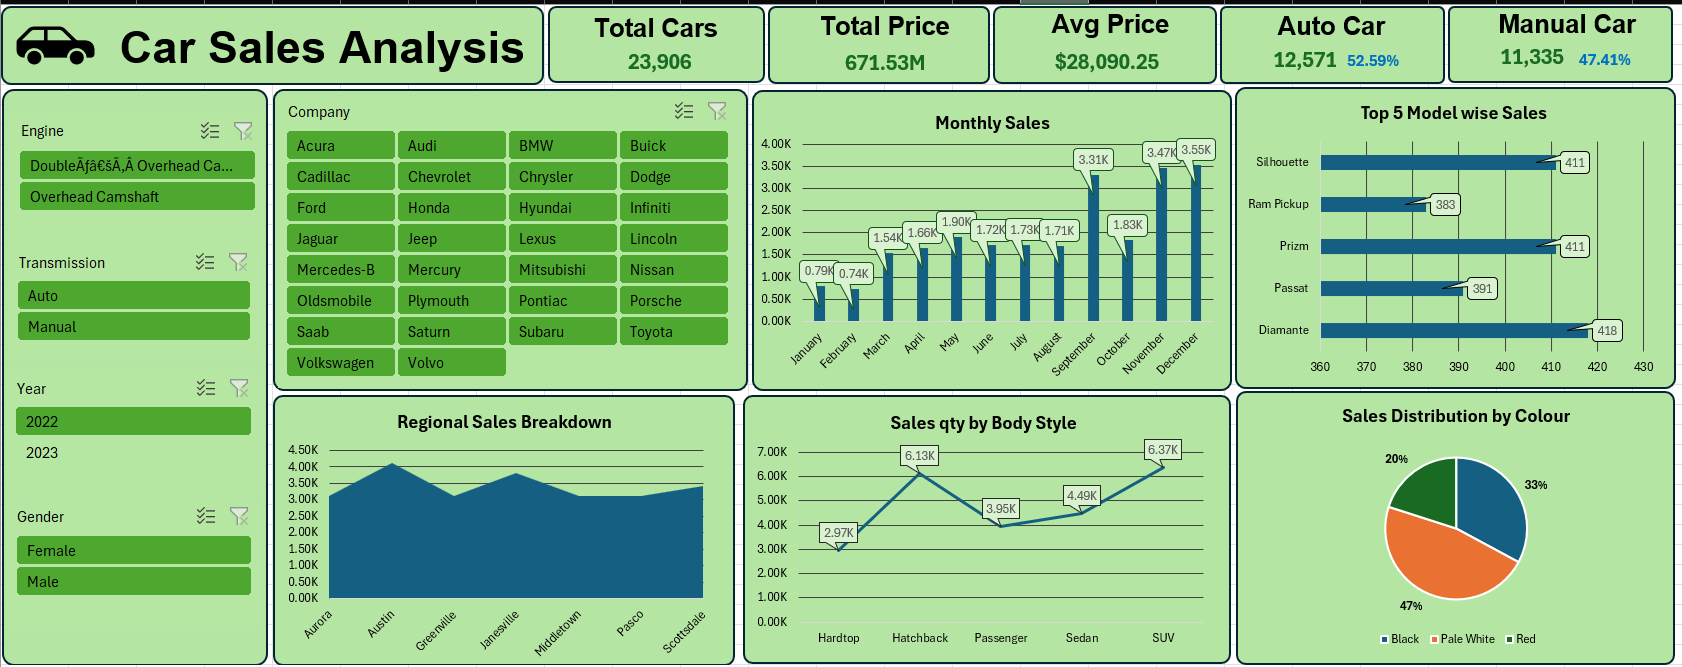 Car Sales Analysis
Total Cars
23,906
Total Price
671.53M
Avg Price
$28,090.25
Auto Car
12,571 52.59%
Manual Car
11,335 47.41%
Engine
DoubleÃƒâ€šÃ‚Â Overhead Ca...
Overhead Camshaft
Transmission
Auto
Manual
Year
2022
2023
Gender
Female
Male
Company
Acura Audi BMW Buick
Cadillac Chevrolet Chrysler Dodge
Ford Honda Hyundai Infiniti
Jaguar Jeep Lexus Lincoln
Mercedes-B Mercury Mitsubishi Nissan
Oldsmobile Plymouth Pontiac Porsche
Saab Saturn Subaru Toyota
Volkswagen Volvo
Monthly Sales
4.00K
3.50K
3.00K
2.50K
2.00K
1.50K
1.00K
0.50K
0.00K
0.79K 0.74K 1.54K 1.66K 1.90K 1.72K 1.73K 1.71K 3.31K 1.83K 3.47K 3.55K
January February March April May June July August September October November December
Top 5 Model wise Sales
Silhouette 411
Ram Pickup 383
Prizm 411
Passat 391
Diamante 418
360 370 380 390 400 410 420 430
Regional Sales Breakdown
4.50K
4.00K
3.50K
3.00K
2.50K
2.00K
1.50K
1.00K
0.50K
0.00K
Aurora Austin Greenville Janesville Middletown Pasco Scottsdale
Sales qty by Body Style
7.00K
6.00K
5.00K
4.00K
3.00K
2.00K
1.00K
0.00K
2.97K 6.13K 3.95K 4.49K 6.37K
Hardtop Hatchback Passenger Sedan SUV
Sales Distribution by Colour
20%
33%
47%
Black Pale White Red